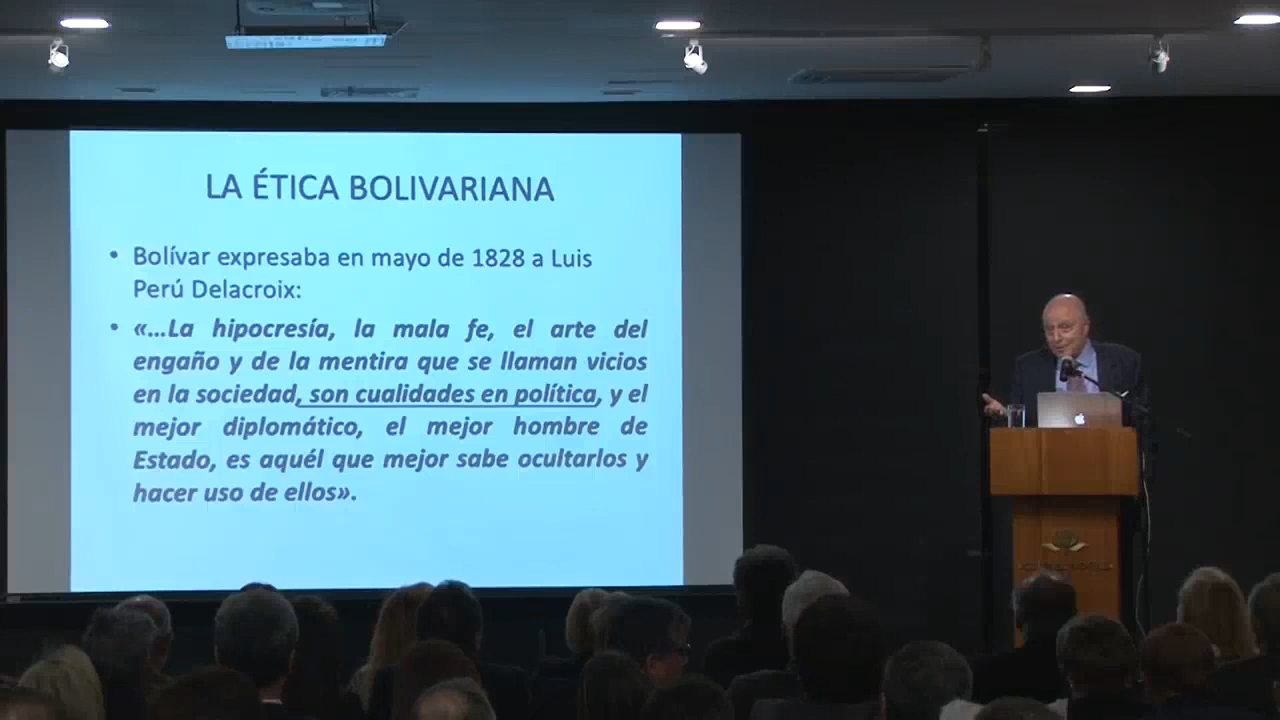 LA ÉTICA BOLIVARIANA
• Bolívar expresaba en mayo de 1828 a Luis
Perú Delacroix:
• «...La hipocresía, la mala fe, el arte del
engaño y de la mentira que se llaman vicios
en la sociedad, son cualidades en política, y el
mejor diplomático, el mejor hombre de
Estado, es aquél que mejor sabe ocultarlos y
hacer uso de ellos».